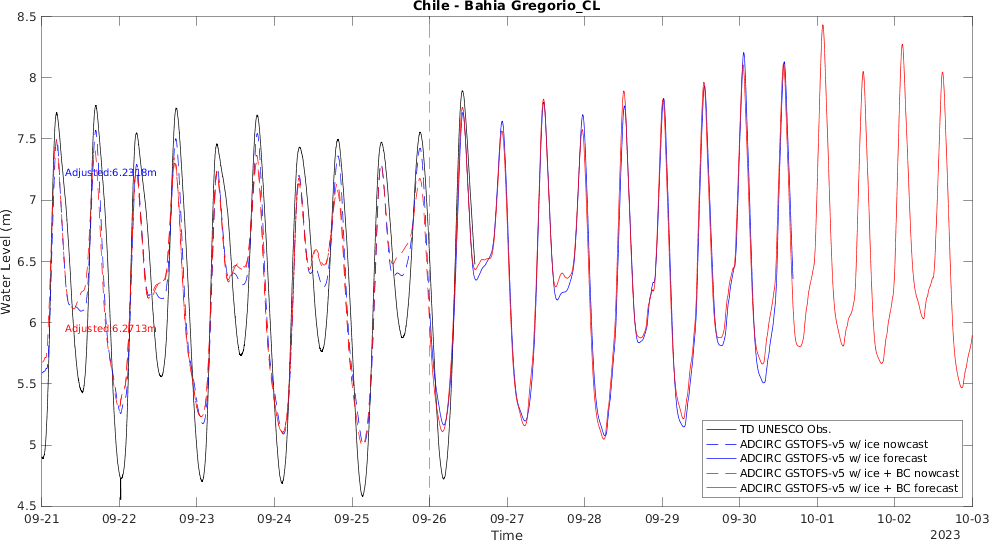 Chile - Bahia Gregorio_CL
8.5
8
7.5
7
6.5
6
5.5
5
4.5
Water Level (m)
Adjusted:6.2318m
Adjusted:6.2713m
TD UNESCO Obs.
ADCIRC GSTOFS-v5 w/ ice nowcast
ADCIRC GSTOFS-v5 w/ ice forecast
ADCIRC GSTOFS-v5 w/ ice + BC nowcast
ADCIRC GSTOFS-v5 w/ ice + BC forecast
09-21 09-22 09-23 09-24 09-25 09-26 09-27 09-28 09-29 09-30 10-01 10-02 10-03
Time
2023